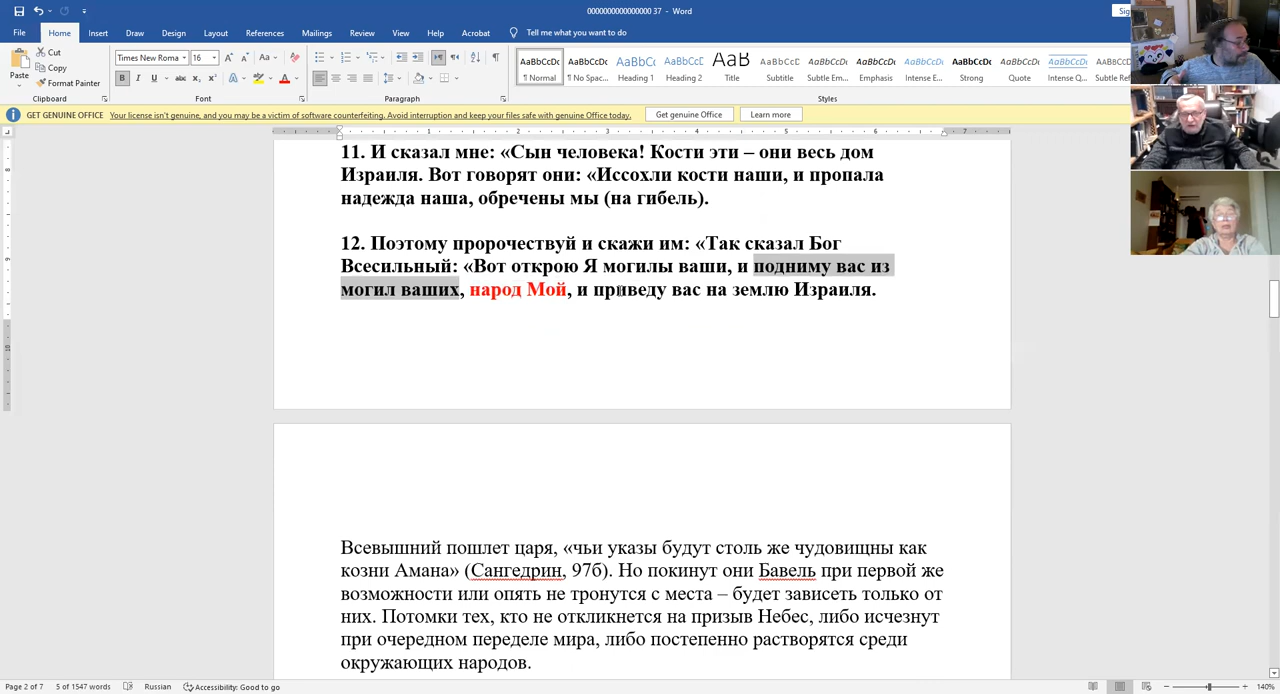 0000000000000000 37 - Word
File Home Insert Draw Design Layout References Mailings Review View Help Acrobat Tell me what you want to do
Paste
Cut
Copy
Format Painter
Clipboard
Times New Roma 16
Font
Paragraph
AaBbCcDc AaBbCcDc AaBbC AaBbCcC AaB AaBbCcC AaBbCcDc AaBbCcDc AaBbCcDc AaBbCcDc AaBbCcDc AaBbCcDc
¶ Normal ¶ No Spac... Heading 1 Heading 2 Title Subtitle Subtle Em... Emphasis Intense E... Strong Quote Intense Q... Subtle Ref
Styles
GET GENUINE OFFICE Your license isn't genuine, and you may be a victim of software counterfeiting. Avoid interruption and keep your files safe with genuine Office today. Get genuine Office Learn more
11. И сказал мне: «Сын человека! Кости эти – они весь дом
Израиля. Вот говорят они: «Иссохли кости наши, и пропала
надежда наша, обречены мы (на гибель).
12. Поэтому пророчествуй и скажи им: «Так сказал Бог
Всесильный: «Вот открою Я могилы ваши, и подниму вас из
могил ваших, народ Мой, и приведу вас на землю Израиля.
Всевышний пошлет царя, «чьи указы будут столь же чудовищны как
козни Амана» (Сангедрин, 97б). Но покинут они Бавель при первой же
возможности или опять не тронутся с места – будет зависеть только от
них. Потомки тех, кто не откликнется на призыв Небес, либо исчезнут
при очередном переделе мира, либо постепенно растворятся среди
окружающих народов.
Page 2 of 7 5 of 1547 words Russian Accessibility: Good to go 140%